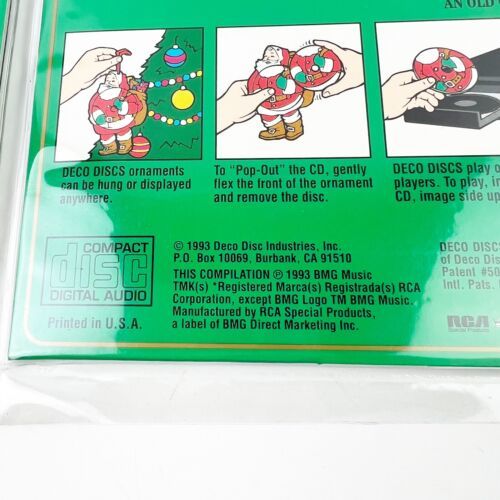 AN OLD
DECO DISCS ornaments
can be hung or displayed
anywhere.
To "Pop-Out" the CD, gently
flex the front of the ornament
and remove the disc.
DECO DISCS play o
players. To play, in
CD, image side up
COMPACT
disc
DIGITAL AUDIO
Printed in U.S.A.
© 1993 Deco Disc Industries, Inc.
P.O. Box 10069, Burbank, CA 91510
THIS COMPILATION ℗ 1993 BMG Music
TMK(s) *Registered Marca(s) Registrada(s) RCA
Corporation, except BMG Logo TM BMG Music.
Manufactured by RCA Special Products,
a label of BMG Direct Marketing Inc.
DECO DISC
of Deco Dis
Patent #50
Intl. Pats.
RCA
Special Products